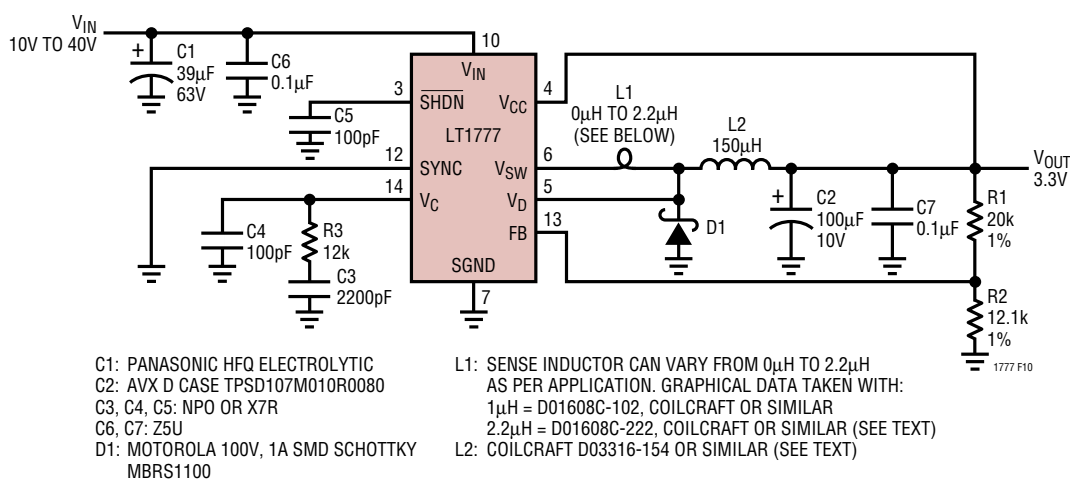 VIN
10V TO 40V
+
C1
39µF
63V
C6
0.1µF
10
VIN
3
SHDN
C5
100pF
LT1777
VCC
4
L1
0µH TO 2.2µH
(SEE BELOW)
L2
150µH
12
SYNC
VSW
6
VOUT
3.3V
14
VC
VD
5
D1
+
C2
100µF
10V
C7
0.1µF
R1
20k
1%
C4
100pF
R3
12k
FB
13
C3
2200pF
SGND
7
R2
12.1k
1%
1777 F10
C1: PANASONIC HFQ ELECTROLYTIC
C2: AVX D CASE TPSD107M010R0080
C3, C4, C5: NPO OR X7R
C6, C7: Z5U
D1: MOTOROLA 100V, 1A SMD SCHOTTKY
MBRS1100
L1: SENSE INDUCTOR CAN VARY FROM 0µH TO 2.2µH
AS PER APPLICATION. GRAPHICAL DATA TAKEN WITH:
1µH = D01608C-102, COILCRAFT OR SIMILAR
2.2µH = D01608C-222, COILCRAFT OR SIMILAR (SEE TEXT)
L2: COILCRAFT D03316-154 OR SIMILAR (SEE TEXT)